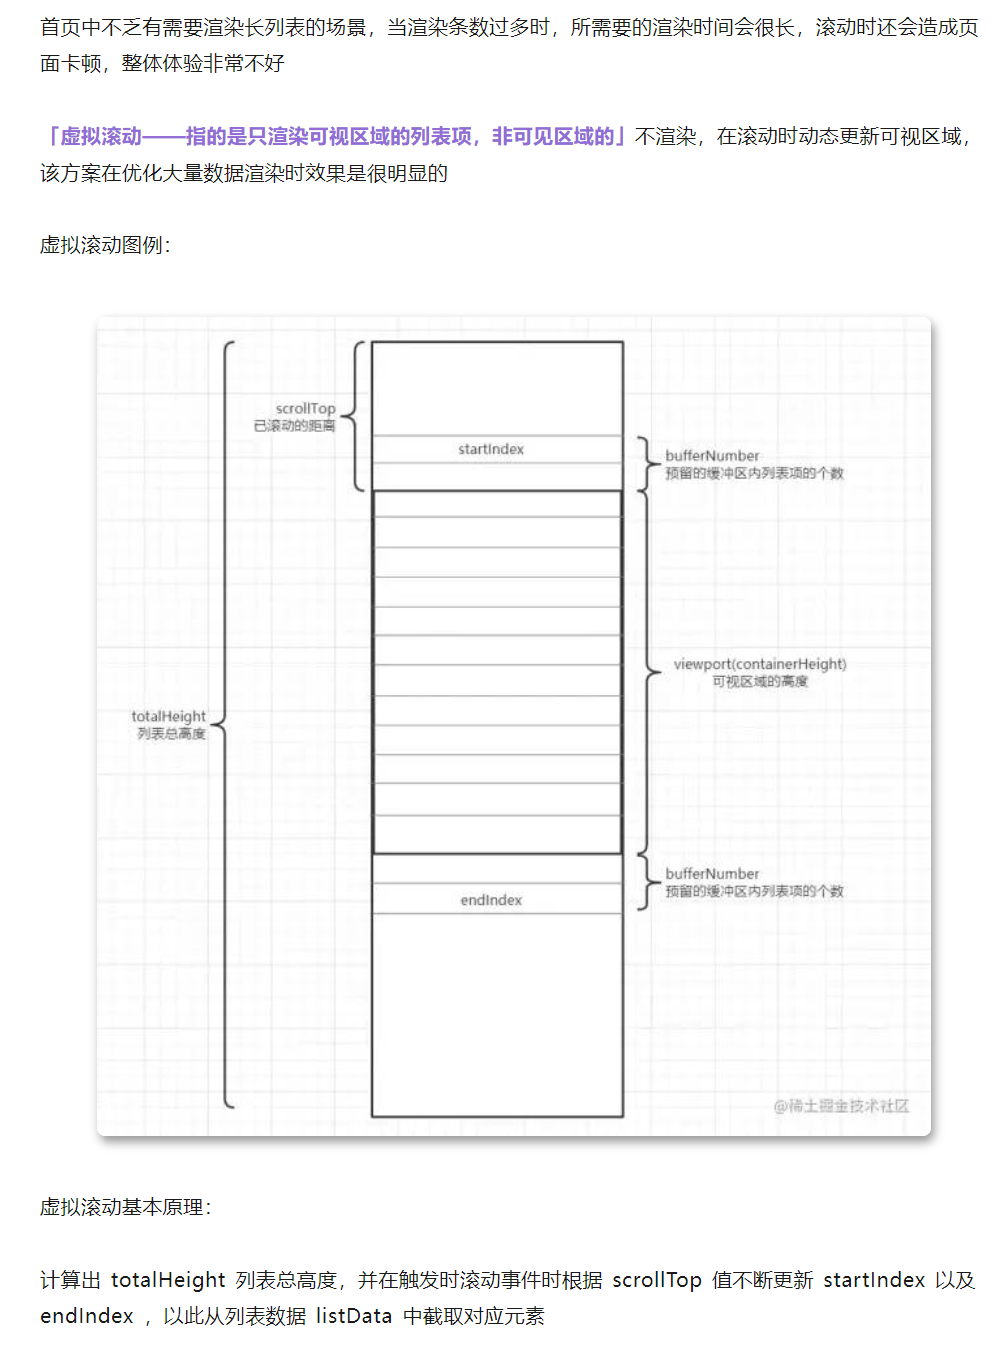 首页中不乏有需要渲染长列表的场景，当渲染条数过多时，所需要的渲染时间会很长，滚动时还会造成页
面卡顿，整体体验非常不好
「虚拟滚动——指的是只渲染可视区域的列表项，非可见区域的」不渲染，在滚动时动态更新可视区域，
该方案在优化大量数据渲染时效果是很明显的
虚拟滚动图例：
scrollTop
已滚动的距离
startIndex
bufferNumber
预留的缓冲区内列表项的个数
viewport(containerHeight)
可视区域的高度
totalHeight
列表总高度
bufferNumber
预留的缓冲区内列表项的个数
endIndex
@稀土掘金技术社区
虚拟滚动基本原理：
计算出 totalHeight 列表总高度，并在触发时滚动事件时根据 scrollTop 值不断更新 startIndex 以及
endIndex ，以此从列表数据 listData 中截取对应元素